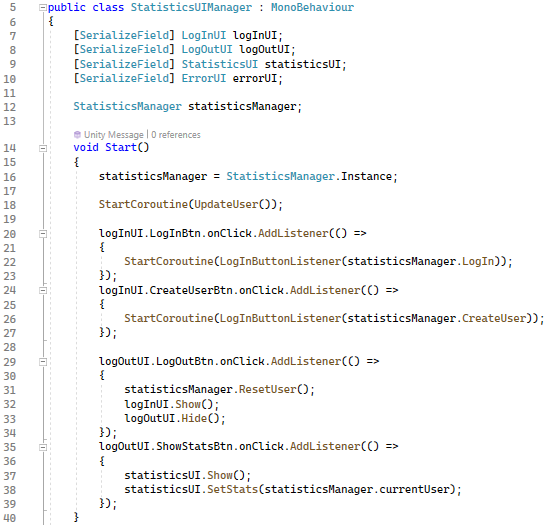 5 public class StatisticsUIManager : MonoBehaviour
6 {
7 [SerializeField] LogInUI logInUI;
8 [SerializeField] LogOutUI logOutUI;
9 [SerializeField] StatisticsUI statisticsUI;
10 [SerializeField] ErrorUI errorUI;
11
12 StatisticsManager statisticsManager;
13
Unity Message | 0 references
14 void Start()
15 {
16 statisticsManager = StatisticsManager.Instance;
17
18 StartCoroutine(UpdateUser());
19
20 logInUI.LogInBtn.onClick.AddListener(() =>
21 {
22 StartCoroutine(LogInButtonListener(statisticsManager.LogIn));
23 });
24 logInUI.CreateUserBtn.onClick.AddListener(() =>
25 {
26 StartCoroutine(LogInButtonListener(statisticsManager.CreateUser));
27 });
28
29 logOutUI.LogOutBtn.onClick.AddListener(() =>
30 {
31 statisticsManager.ResetUser();
32 logInUI.Show();
33 logOutUI.Hide();
34 });
35 logOutUI.ShowStatsBtn.onClick.AddListener(() =>
36 {
37 statisticsUI.Show();
38 statisticsUI.SetStats(statisticsManager.currentUser);
39 });
40 }